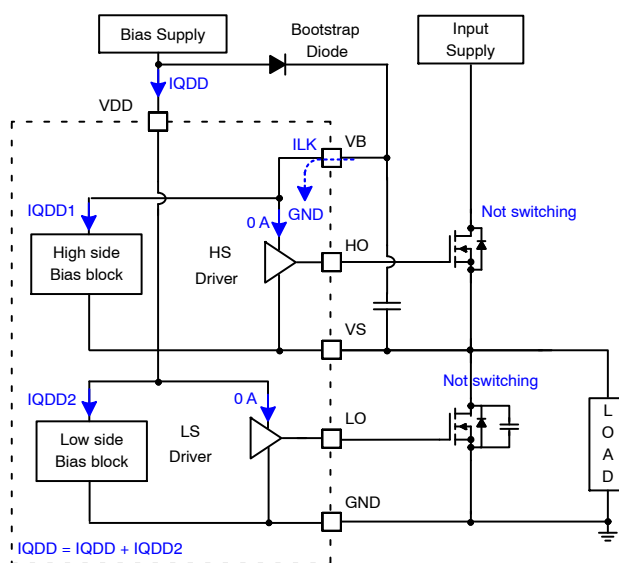 Bias Supply
Bootstrap
Diode
Input
Supply
IQDD
VDD
ILK
VB
GND
IQDD1
0 A
Not switching
High side
Bias block
HS
Driver
HO
VS
IQDD2
0 A
Not switching
LO
Low side
Bias block
LS
Driver
L
O
A
D
GND
IQDD = IQDD + IQDD2